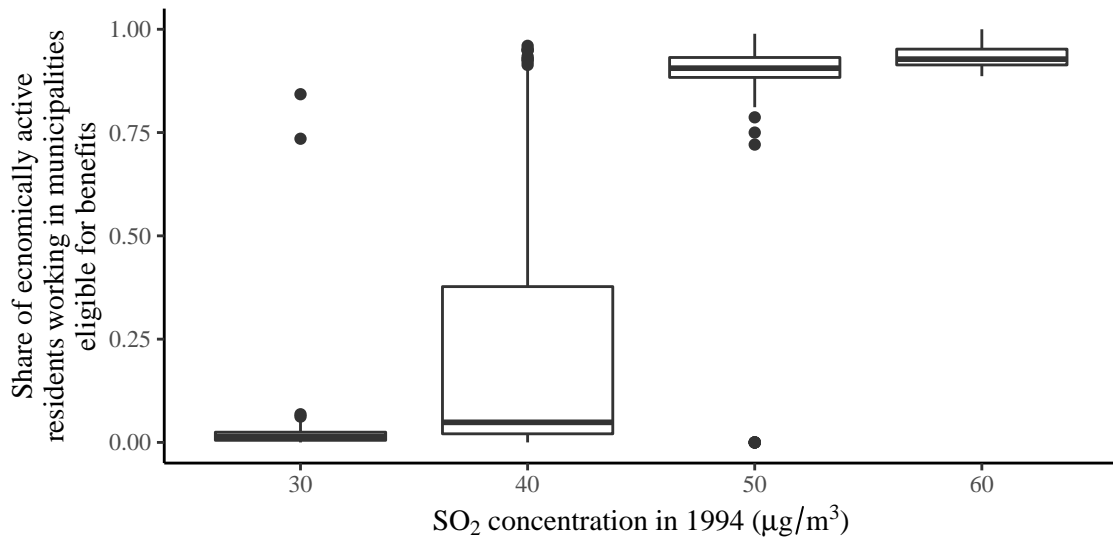 Share of ecnomically active
residents working in municipalities
eligible for benefits
1.00
0.75
0.50
0.25
0.00
30 40 50 60
SO₂ concentration in 1994 (μg/m³)